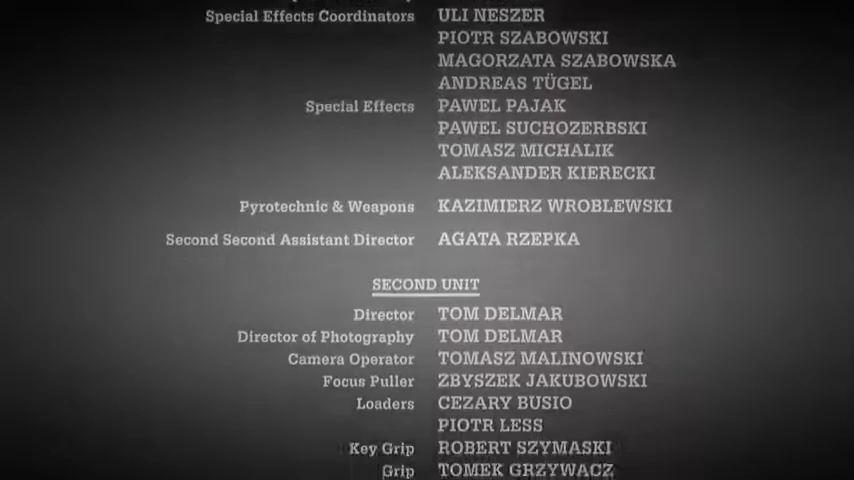 Special Effects Coordinators ULI NESZER
PIOTR SZABOWSKI
MAGORZATA SZABOWSKA
ANDREAS TÜGEL
Special Effects PAWEL PAJAK
PAWEL SUCHOZERBSKI
TOMASZ MICHALIK
ALEKSANDER KIERECKI
Pyrotechnic & Weapons KAZIMIERZ WROBLEWSKI
Second Second Assistant Director AGATA RZEPKA
SECOND UNIT
Director TOM DELMAR
Director of Photography TOM DELMAR
Camera Operator TOMASZ MALINOWSKI
Focus Puller ZBYSZEK JAKUBOWSKI
Loaders CEZARY BUSIO
PIOTR LESS
Key Grip ROBERT SZYMASKI
Grip TOMEK GRZYWACZ